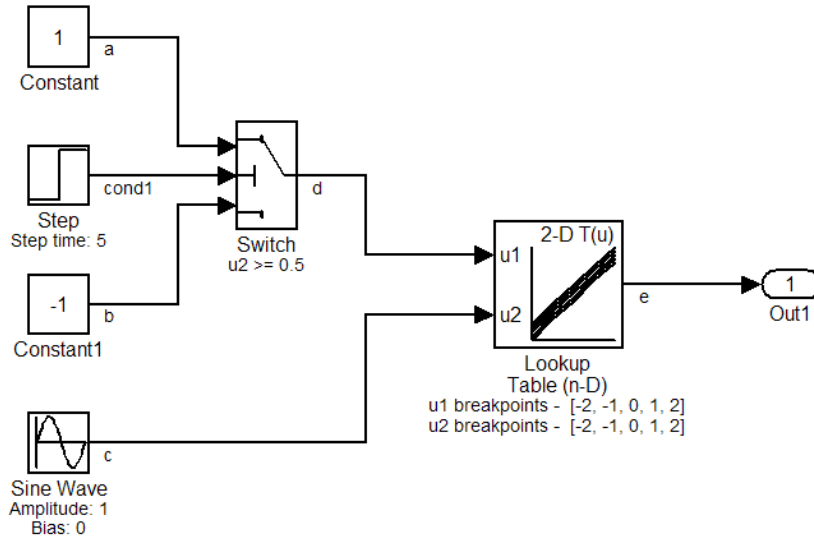 1
a
Constant
cond1
Step
Step time: 5
d
Switch
u2 >= 0.5
-1
b
Constant1
2-D T(u)
u1
u2
e
1
Out1
Lookup
Table (n-D)
u1 breakpoints - [-2, -1, 0, 1, 2]
u2 breakpoints - [-2, -1, 0, 1, 2]
c
Sine Wave
Amplitude: 1
Bias: 0